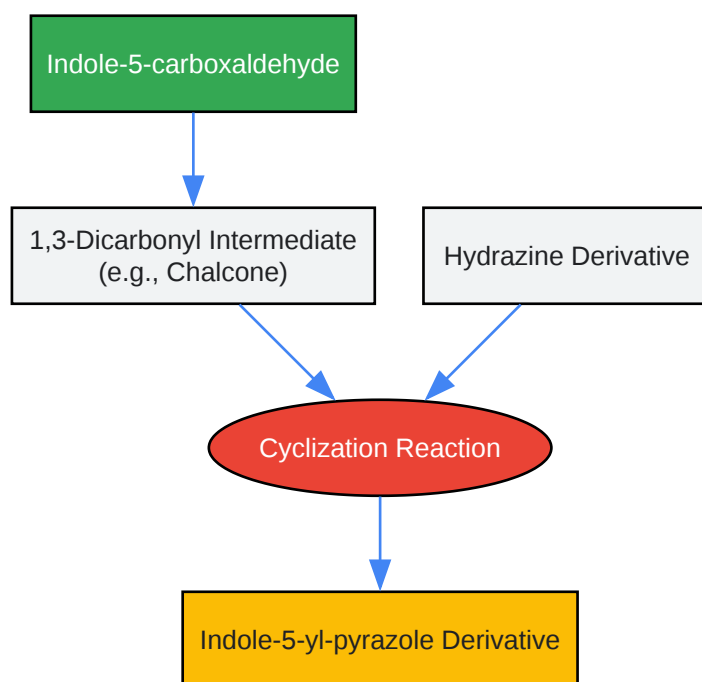 Indole-5-carboxaldehyde
1,3-Dicarbonyl Intermediate
(e.g., Chalcone)
Hydrazine Derivative
Cyclization Reaction
Indole-5-yl-pyrazole Derivative